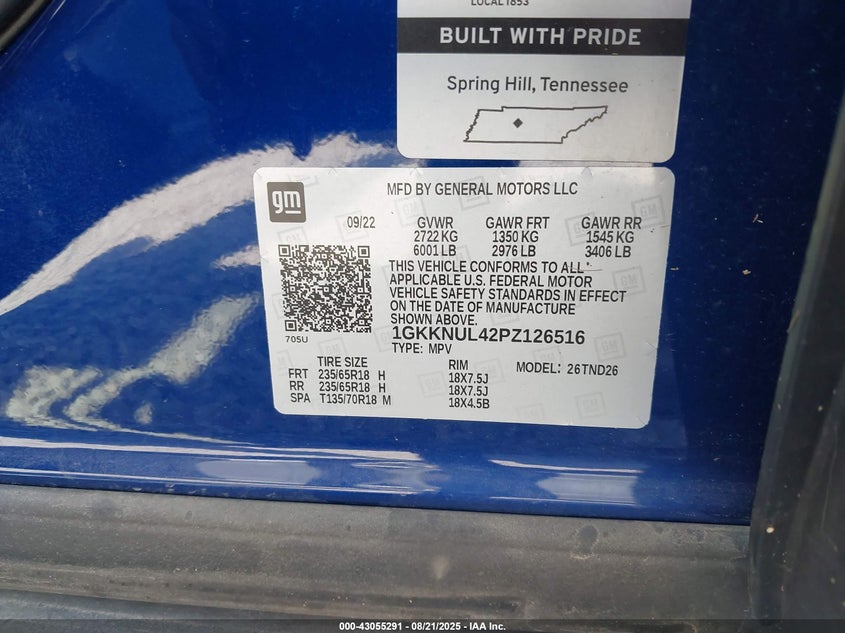 LOCAL 1853
BUILT WITH PRIDE
Spring Hill, Tennessee
gm
MFD BY GENERAL MOTORS LLC
09/22 GVWR GAWR FRT GAWR RR
2722 KG 1350 KG 1545 KG
6001 LB 2976 LB 3406 LB
THIS VEHICLE CONFORMS TO ALL
APPLICABLE U.S. FEDERAL MOTOR
VEHICLE SAFETY STANDARDS IN EFFECT
ON THE DATE OF MANUFACTURE
SHOWN ABOVE.
705U
1GKKNUL42PZ126516
TYPE: MPV
TIRE SIZE RIM MODEL: 26TND26
FRT 235/65R18 H 18X7.5J
RR 235/65R18 H 18X7.5J
SPA T135/70R18 M 18X4.5B
000-43055291 - 08/21/2025 - IAA Inc.